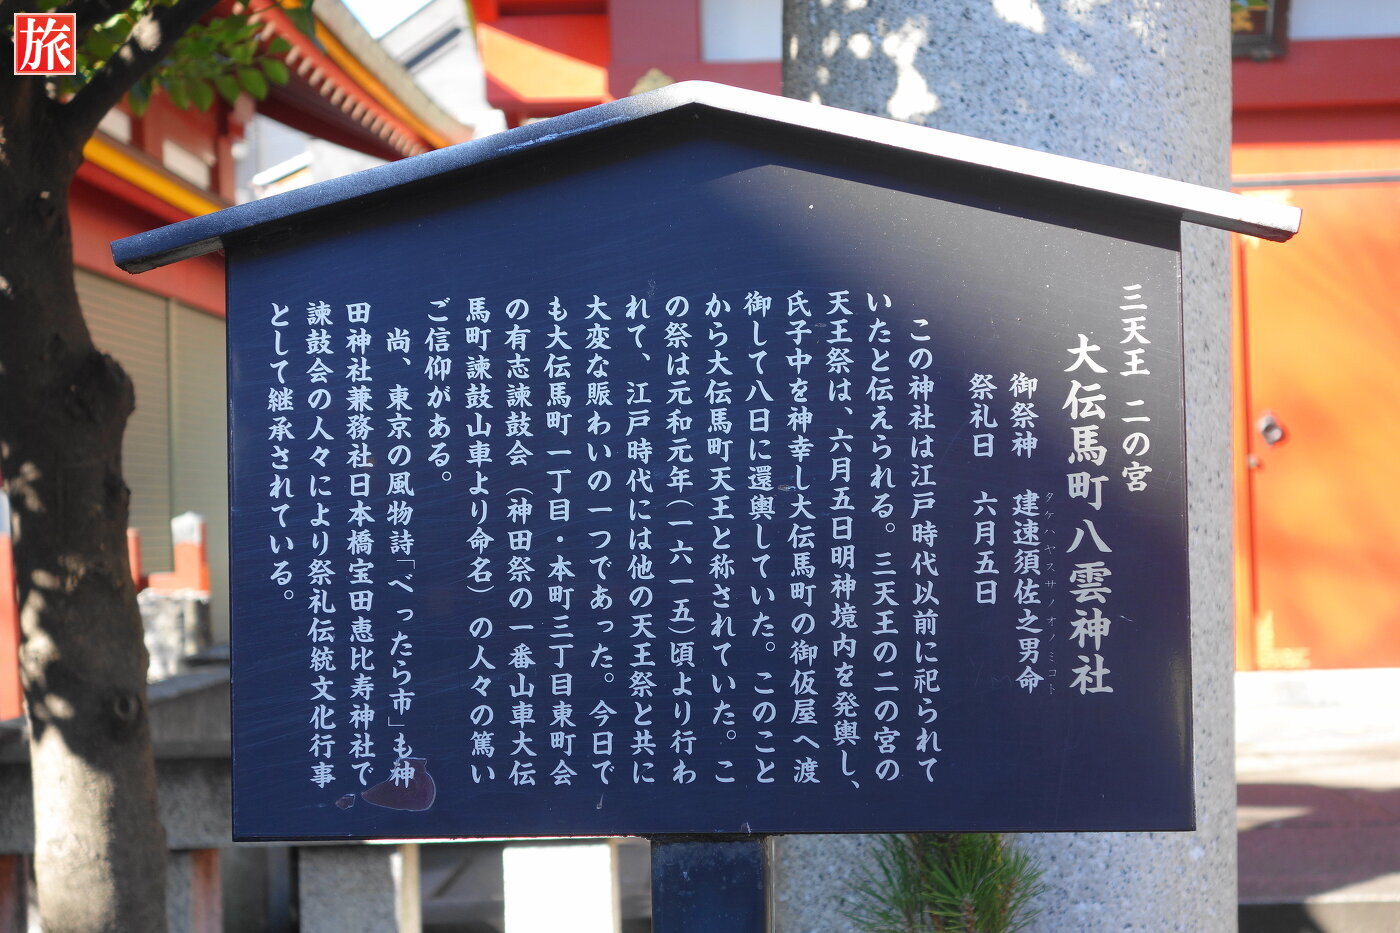 旅
三天王 二の宮
大伝馬町八雲神社
御祭神 建速須佐之男命
タケハヤスサノオノミコト
祭礼日 六月五日
この神社は江戸時代以前に祀られて
いたと伝えられる。三天王の二の宮の
天王祭は、六月五日明神境内を発輿し、
氏子中を神幸し大伝馬町の御仮屋へ渡
御して八日に還輿していた。このこと
から大伝馬町天王と称されていた。こ
の祭は元和元年(一六一五)頃より行わ
れて、江戸時代には他の天王祭と共に
大変な賑わいの一つであった。今日で
も大伝馬町一丁目・本町三丁目東町会
の有志諫鼓会(神田祭の一番山車大伝
馬町諫鼓山車より命名)の人々の篤い
ご信仰がある。
尚、東京の風物詩「べったら市」も神
田神社兼務社日本橋宝田恵比寿神社で
諫鼓会の人々により祭礼伝統文化行事
として継承されている。